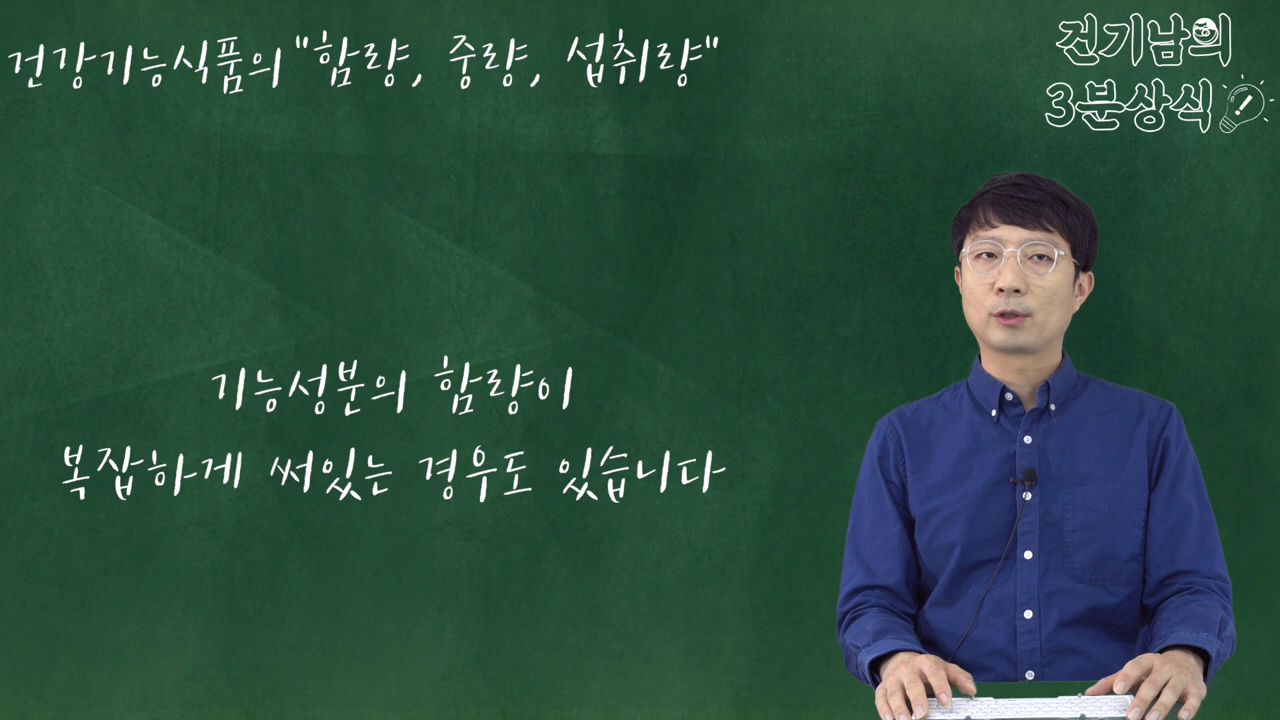 건강기능식품의 "함량, 중량, 섭취량"
건기남의
3분상식
기능성분의 함량이
복잡하게 써있는 경우도 있습니다